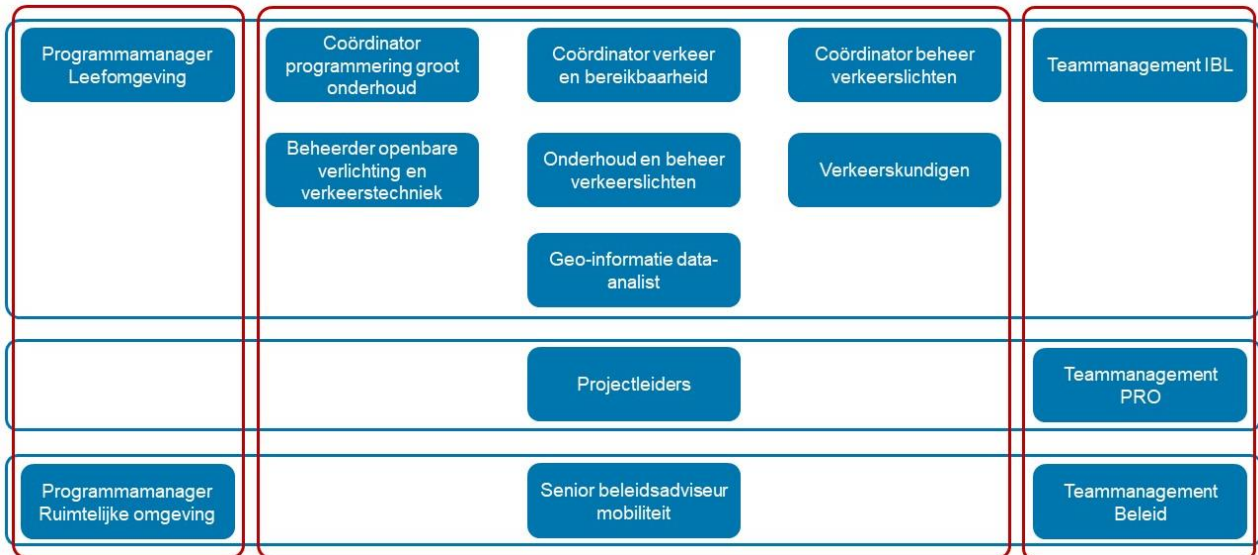 Programmamanager
Leefomgeving
Coördinator
programmering groot
onderhoud
Coördinator verkeer
en bereikbaarheid
Coördinator beheer
verkeerslichten
Teammanagement IBL
Beheerder openbare
verlichting en
verkeerstechniek
Onderhoud en beheer
verkeerslichten
Verkeerskundigen
Geo-informatie data-
analist
Projectleiders
Teammanagement
PRO
Programmamanager
Ruimtelijke omgeving
Senior beleidsadviseur
mobiliteit
Teammanagement
Beleid